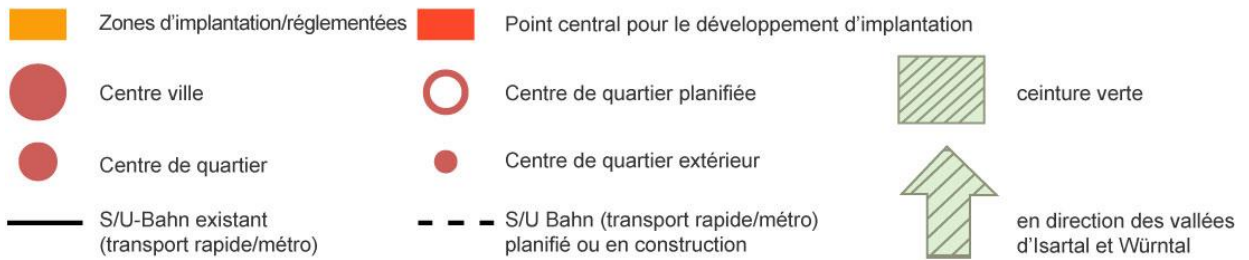 Zones d'implantation/réglementées
Point central pour le développement d'implantation
Centre ville
Centre de quartier planifiée
ceinture verte
Centre de quartier
Centre de quartier extérieur
S/U-Bahn existant
(transport rapide/métro)
S/U Bahn (transport rapide/métro)
planifié ou en construction
en direction des vallées
d'Isartal et Würntal